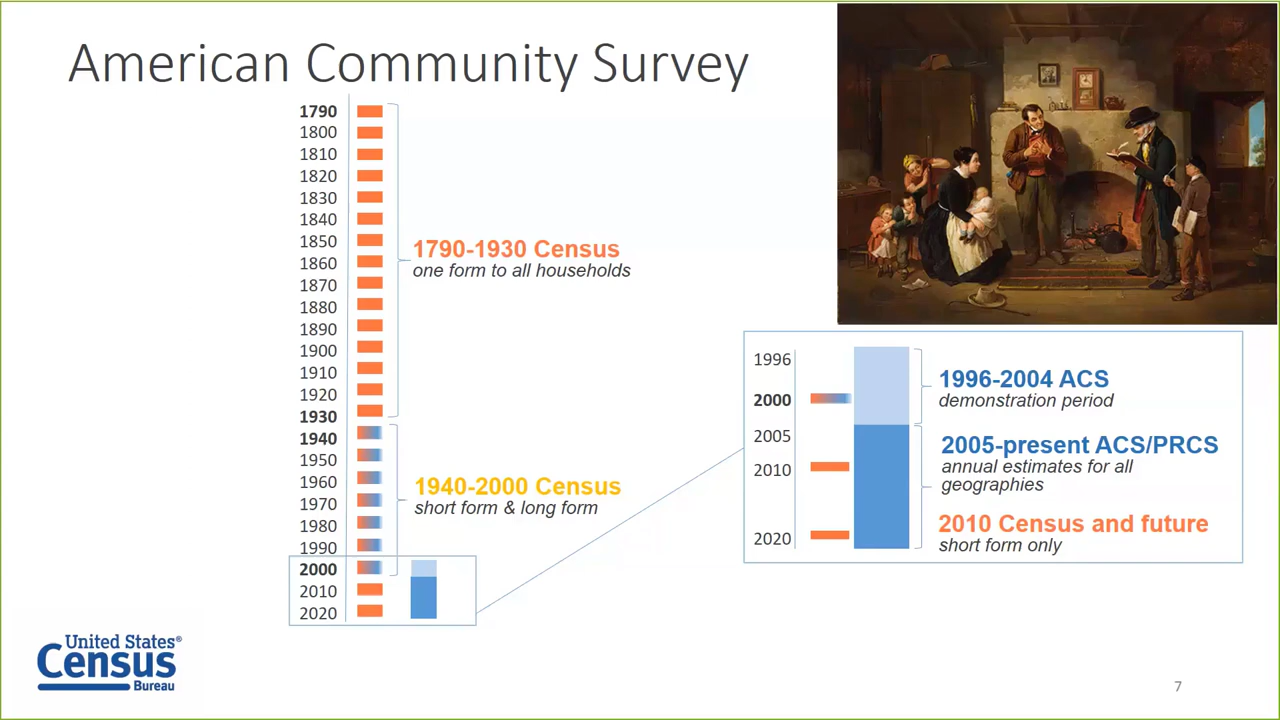 American Community Survey
1790
1800
1810
1820
1830
1840
1850
1860
1870
1880
1890
1900
1910
1920
1930
1940
1950
1960
1970
1980
1990
2000
2010
2020
1790-1930 Census
one form to all households
1940-2000 Census
short form & long form
1996
2000
2005
2010
2020
1996-2004 ACS
demonstration period
2005-present ACS/PRCS
annual estimates for all
geographies
2010 Census and future
short form only
United States®
Census
Bureau
7